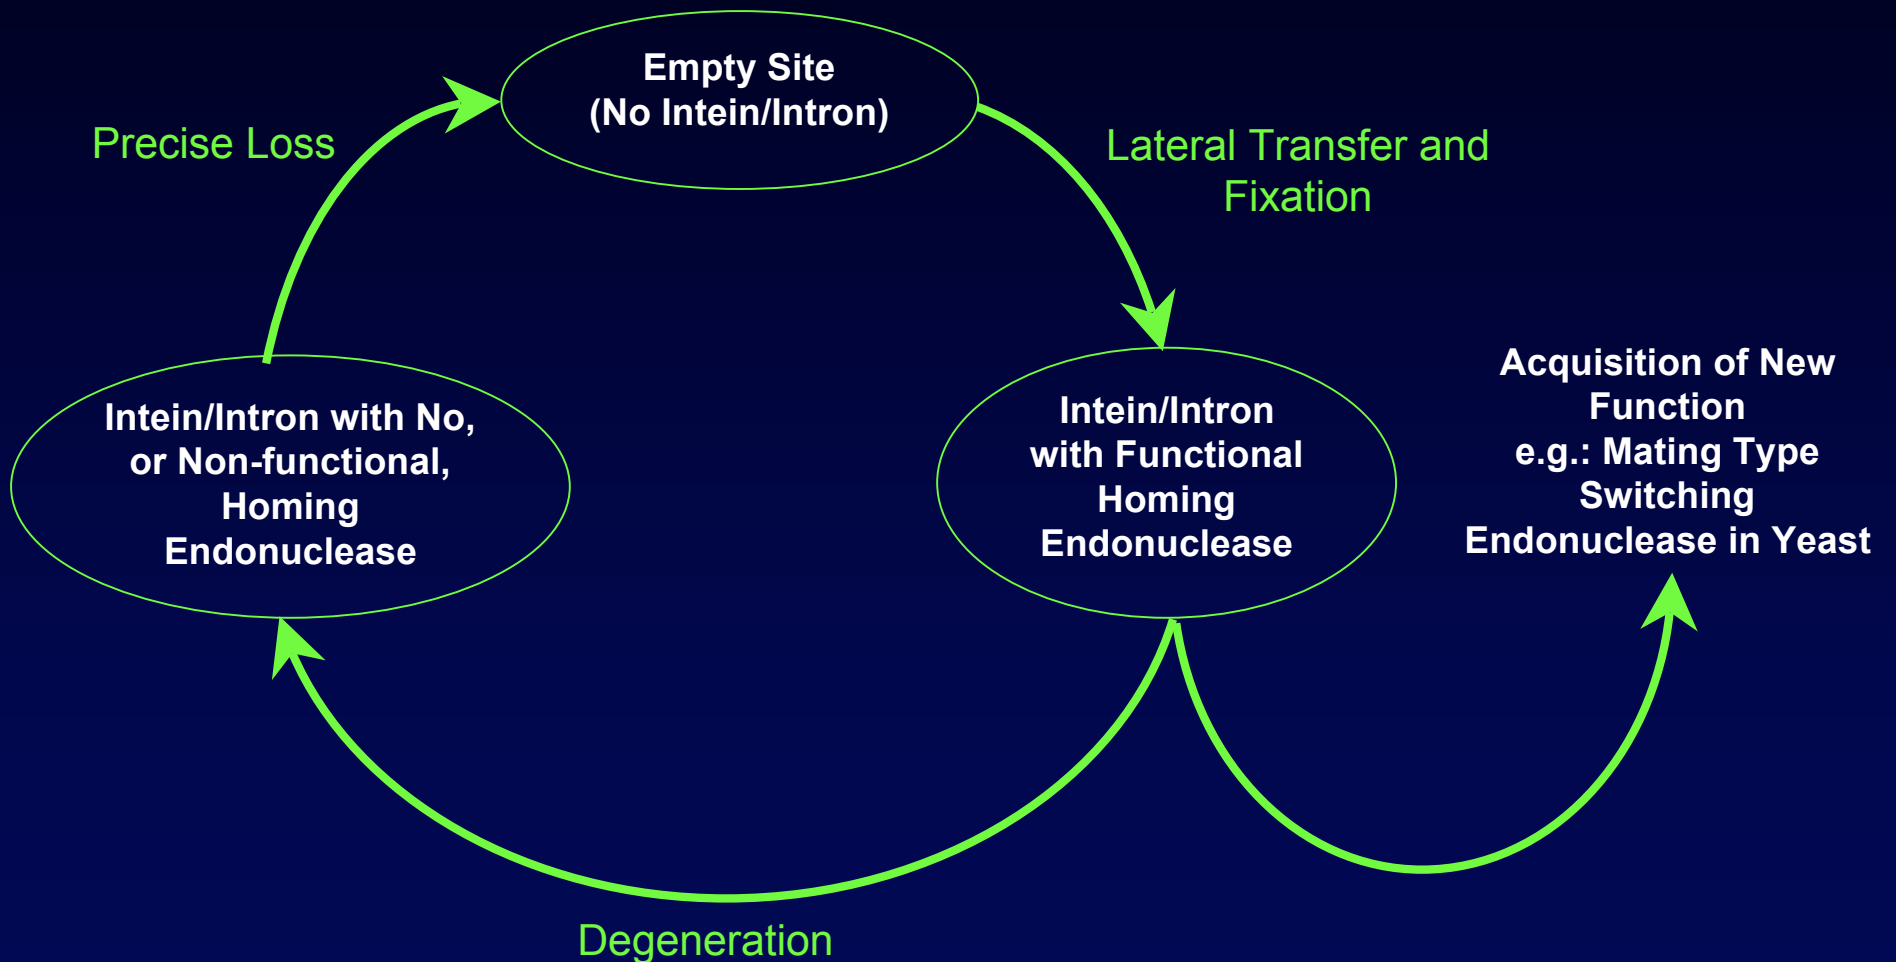 Empty Site
(No Intein/Intron)
Precise Loss
Lateral Transfer and
Fixation
Intein/Intron with No,
or Non-functional,
Homing
Endonuclease
Intein/Intron
with Functional
Homing
Endonuclease
Acquisition of New
Function
e.g.: Mating Type
Switching
Endonuclease in Yeast
Degeneration